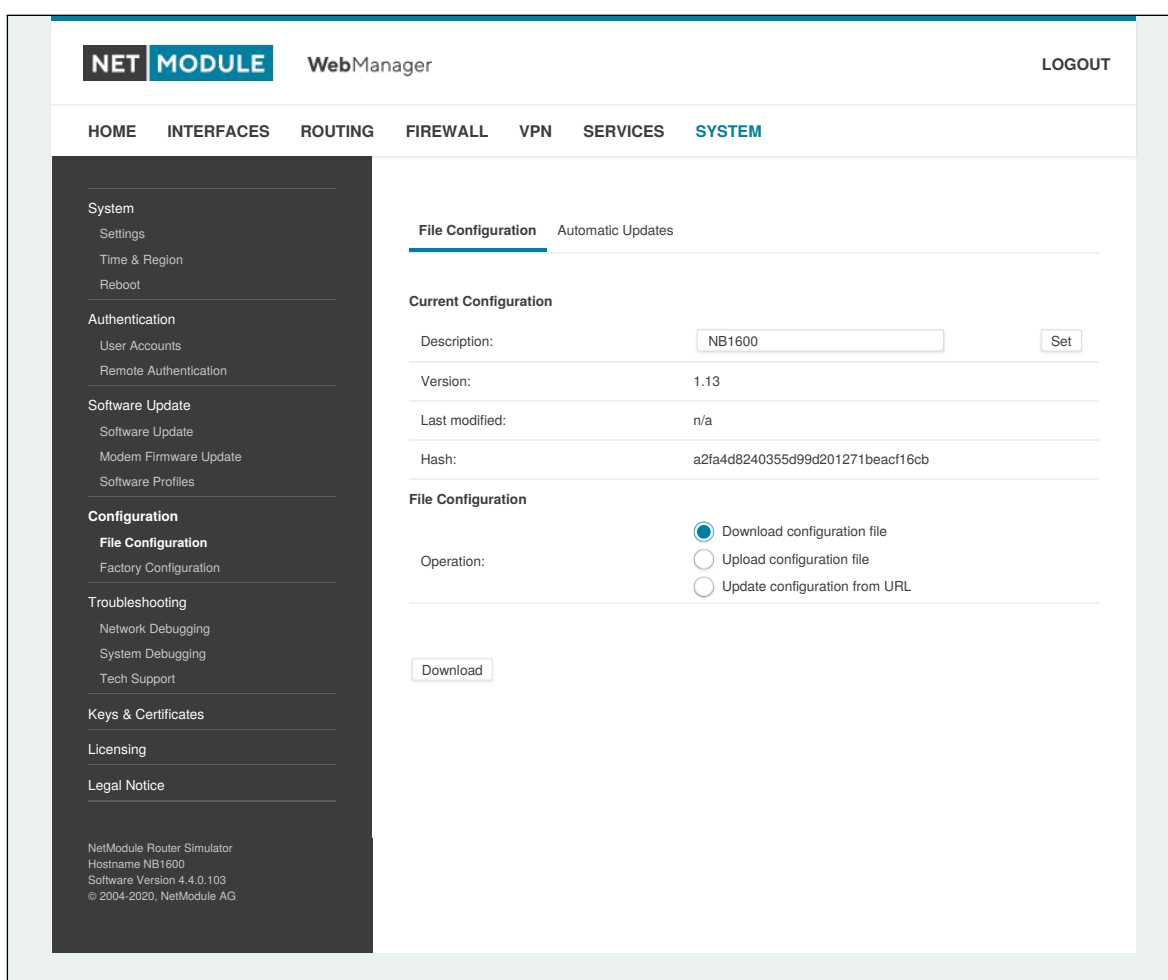 NET MODULE WebManager LOGOUT
HOME INTERFACES ROUTING FIREWALL VPN SERVICES SYSTEM
System
Settings
Time & Region
Reboot
Authentication
User Accounts
Remote Authentication
Software Update
Software Update
Modem Firmware Update
Software Profiles
Configuration
File Configuration
Factory Configuration
Troubleshooting
Network Debugging
System Debugging
Tech Support
Keys & Certificates
Licensing
Legal Notice
NetModule Router Simulator
Hostname NB1600
Software Version 4.4.0.103
© 2004-2020, NetModule AG
File Configuration Automatic Updates
Current Configuration
Description: NB1600 Set
Version: 1.13
Last modified: n/a
Hash: a2fa4d8240355d99d201271beacf16cb
File Configuration
Operation:
Download configuration file
Upload configuration file
Update configuration from URL
Download